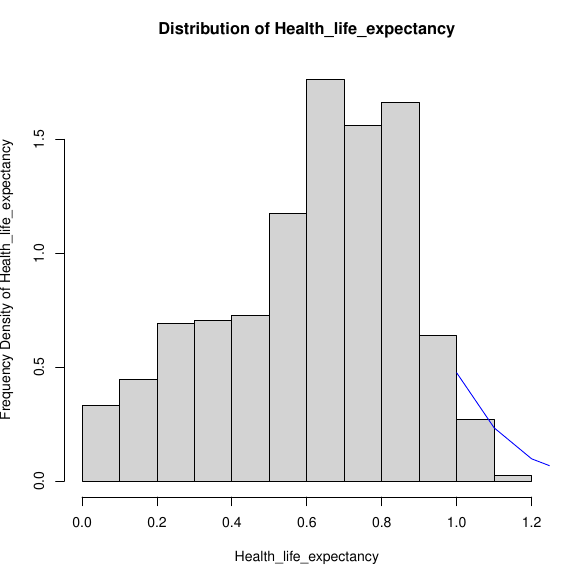 Distribution of Health_life_expectancy
Frequency Density of Health_life_expectancy
1.5
1.0
0.5
0.0
0.0 0.2 0.4 0.6 0.8 1.0 1.2
Health_life_expectancy